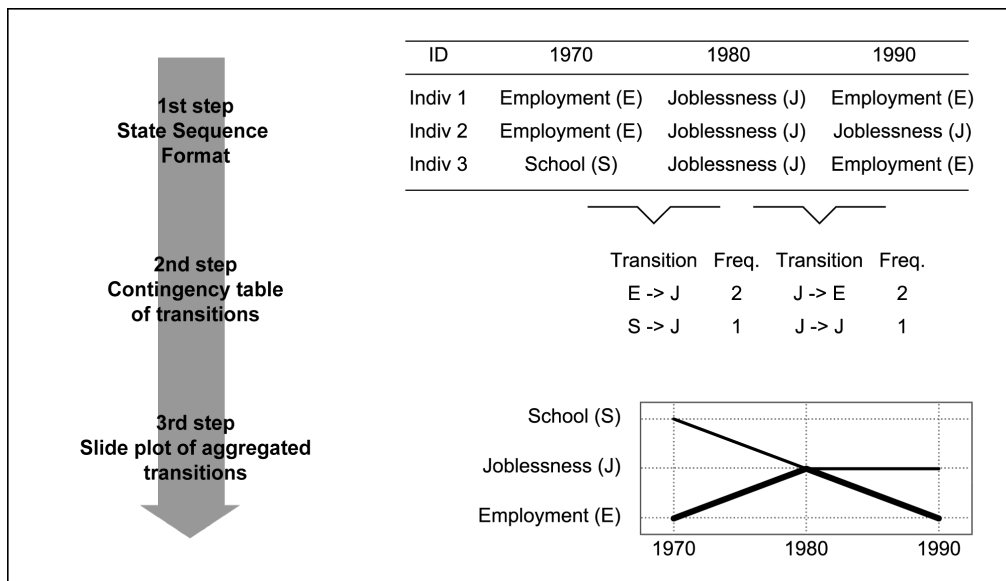 1st step
State Sequence
Format
ID 1970 1980 1990
Indiv 1 Employment (E) Joblessness (J) Employment (E)
Indiv 2 Employment (E) Joblessness (J) Joblessness (J)
Indiv 3 School (S) Joblessness (J) Employment (E)
2nd step
Contingency table
of transitions
Transition Freq. Transition Freq.
E -> J 2 J -> E 2
S -> J 1 J -> J 1
3rd step
Slide plot of aggregated
transitions
School (S)
Joblessness (J)
Employment (E)
1970 1980 1990